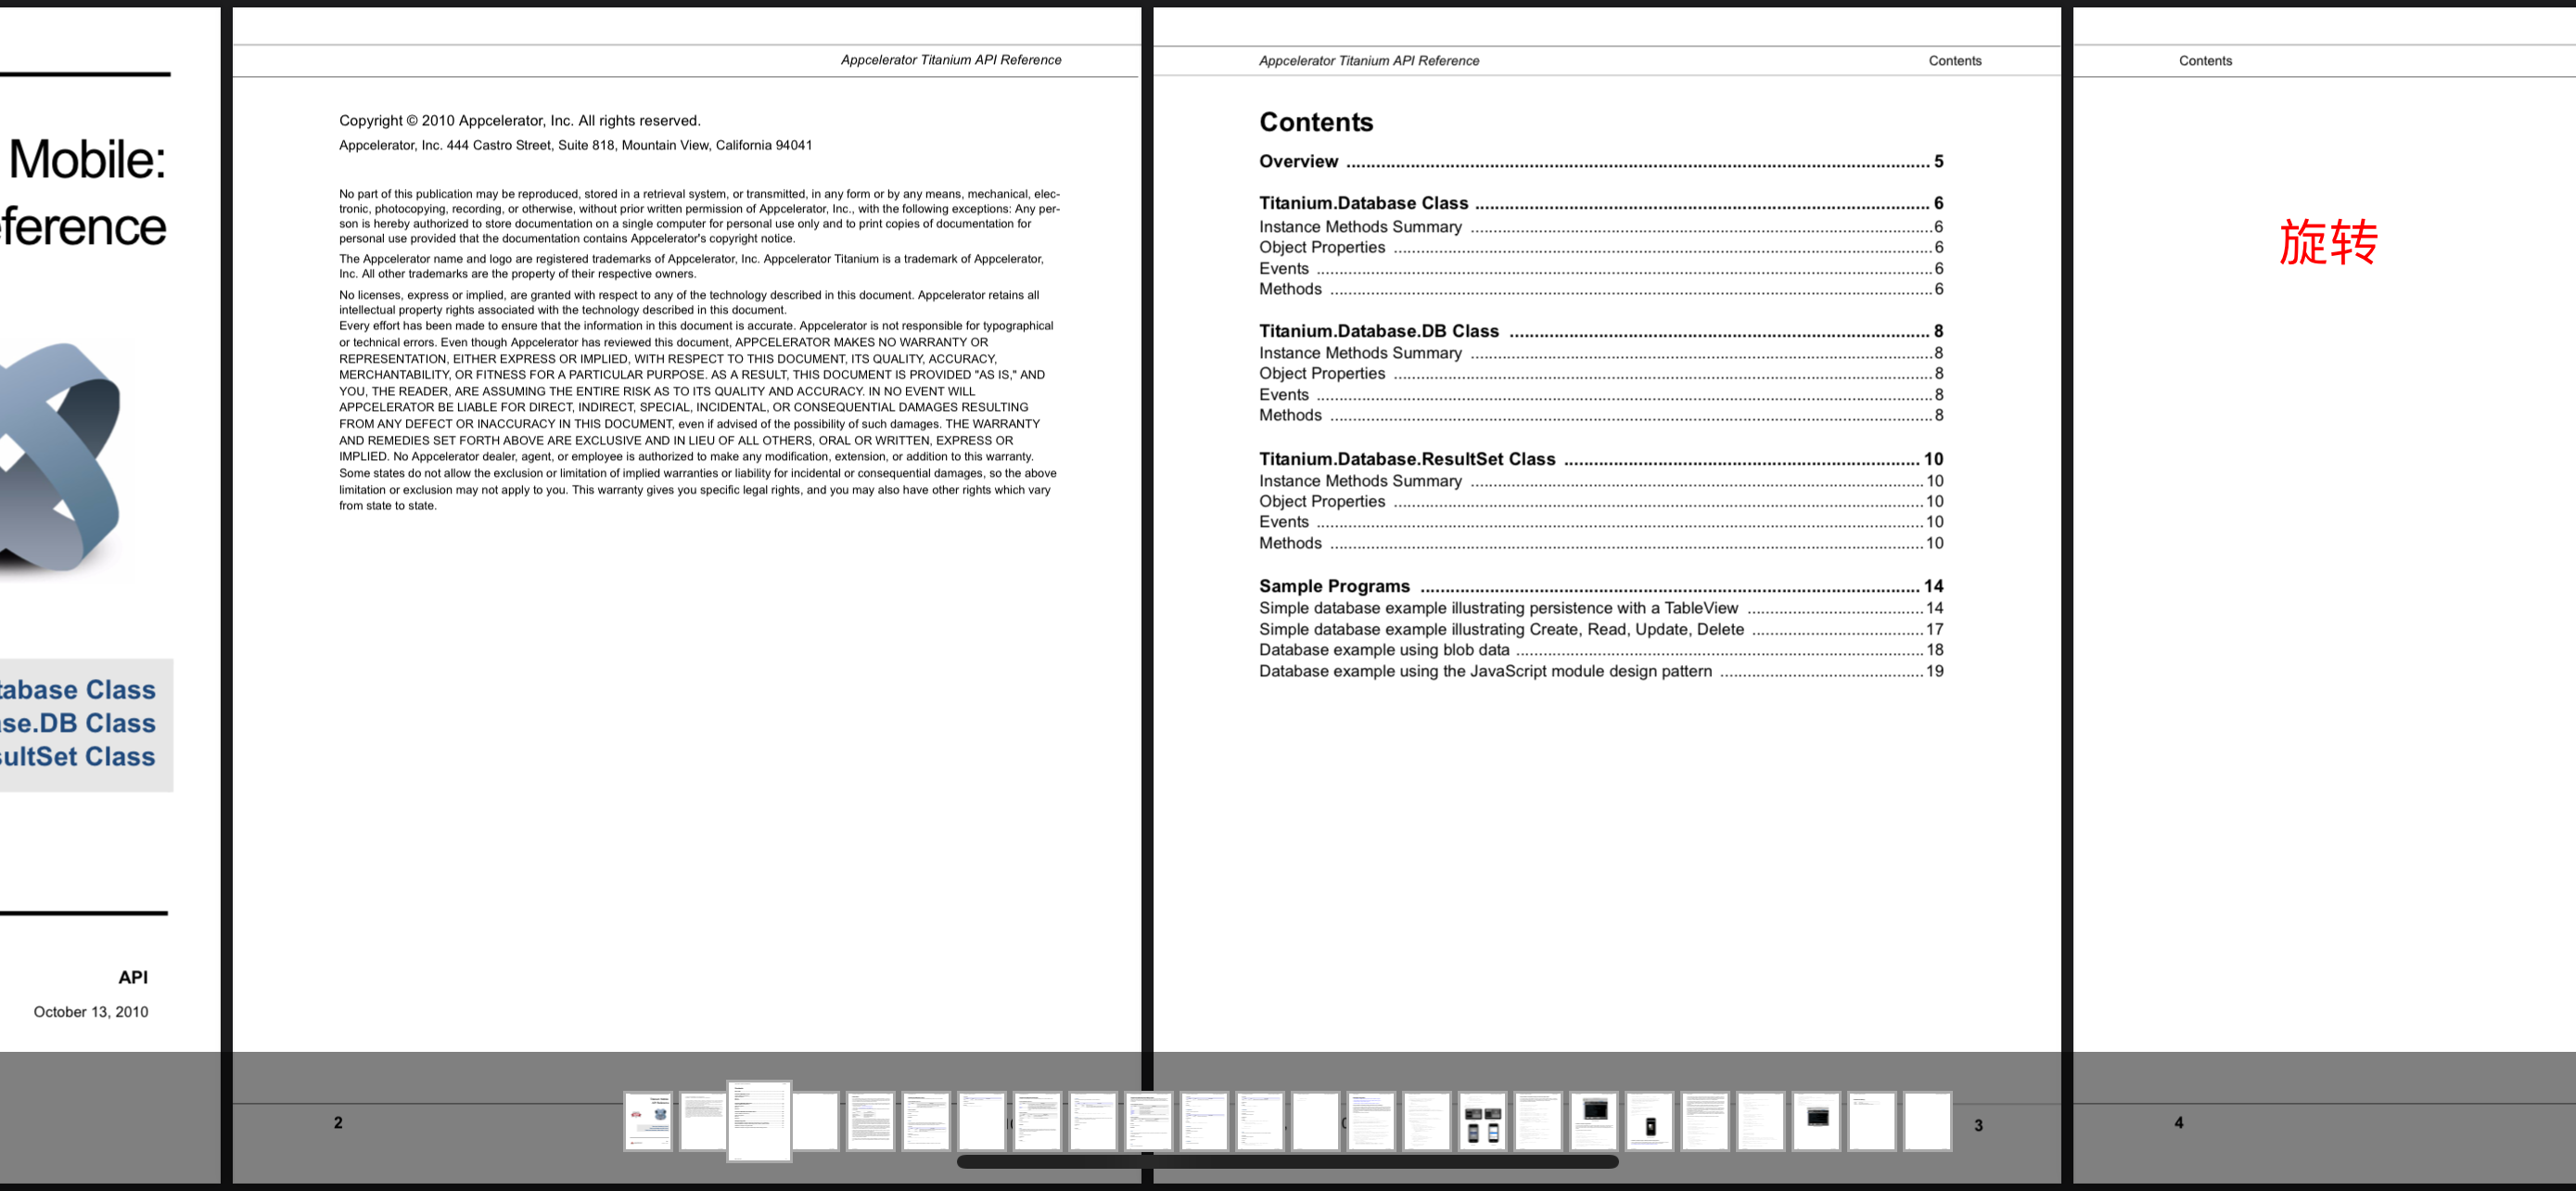 Mobile:
ference
tabase Class
ase.DB Class
sultSet Class
API
October 13, 2010
Appcelerator Titanium API Reference
Copyright © 2010 Appcelerator, Inc. All rights reserved.
Appcelerator, Inc. 444 Castro Street, Suite 818, Mountain View, California 94041
No part of this publication may be reproduced, stored in a retrieval system, or transmitted, in any form or by any means, mechanical, elec-
tronic, photocopying, recording, or otherwise, without prior written permission of Appcelerator, Inc., with the following exceptions: Any per-
son is hereby authorized to store documentation on a single computer for personal use only and to print copies of documentation for
personal use provided that the documentation contains Appcelerator's copyright notice.
The Appcelerator name and logo are registered trademarks of Appcelerator, Inc. Appcelerator Titanium is a trademark of Appcelerator,
Inc. All other trademarks are the property of their respective owners.
No licenses, express or implied, are granted with respect to any of the technology described in this document. Appcelerator retains all
intellectual property rights associated with the technology described in this document.
Every effort has been made to ensure that the information in this document is accurate. Appcelerator is not responsible for typographical
or technical errors. Even though Appcelerator has reviewed this document, APPCELERATOR MAKES NO WARRANTY OR
REPRESENTATION, EITHER EXPRESS OR IMPLIED, WITH RESPECT TO THIS DOCUMENT, ITS QUALITY, ACCURACY,
MERCHANTABILITY, OR FITNESS FOR A PARTICULAR PURPOSE. AS A RESULT, THIS DOCUMENT IS PROVIDED "AS IS," AND
YOU, THE READER, ARE ASSUMING THE ENTIRE RISK AS TO ITS QUALITY AND ACCURACY. IN NO EVENT WILL
APPCELERATOR BE LIABLE FOR DIRECT, INDIRECT, SPECIAL, INCIDENTAL, OR CONSEQUENTIAL DAMAGES RESULTING
FROM ANY DEFECT OR INACCURACY IN THIS DOCUMENT, even if advised of the possibility of such damages. THE WARRANTY
AND REMEDIES SET FORTH ABOVE ARE EXCLUSIVE AND IN LIEU OF ALL OTHERS, ORAL OR WRITTEN, EXPRESS OR
IMPLIED. No Appcelerator dealer, agent, or employee is authorized to make any modification, extension, or addition to this warranty.
Some states do not allow the exclusion or limitation of implied warranties or liability for incidental or consequential damages, so the above
limitation or exclusion may not apply to you. This warranty gives you specific legal rights, and you may also have other rights which vary
from state to state.
2
Appcelerator Titanium API Reference Contents
Contents
Overview ........ 5
Titanium.Database Class ........ 6
Instance Methods Summary ........ 6
Object Properties ........ 6
Events ........ 6
Methods ........ 6
Titanium.Database.DB Class ........ 8
Instance Methods Summary ........ 8
Object Properties ........ 8
Events ........ 8
Methods ........ 8
Titanium.Database.ResultSet Class ........ 10
Instance Methods Summary ........ 10
Object Properties ........ 10
Events ........ 10
Methods ........ 10
Sample Programs ........ 14
Simple database example illustrating persistence with a TableView ........ 14
Simple database example illustrating Create, Read, Update, Delete ........ 17
Database example using blob data ........ 18
Database example using the JavaScript module design pattern ........ 19
3
Contents
旋转
4